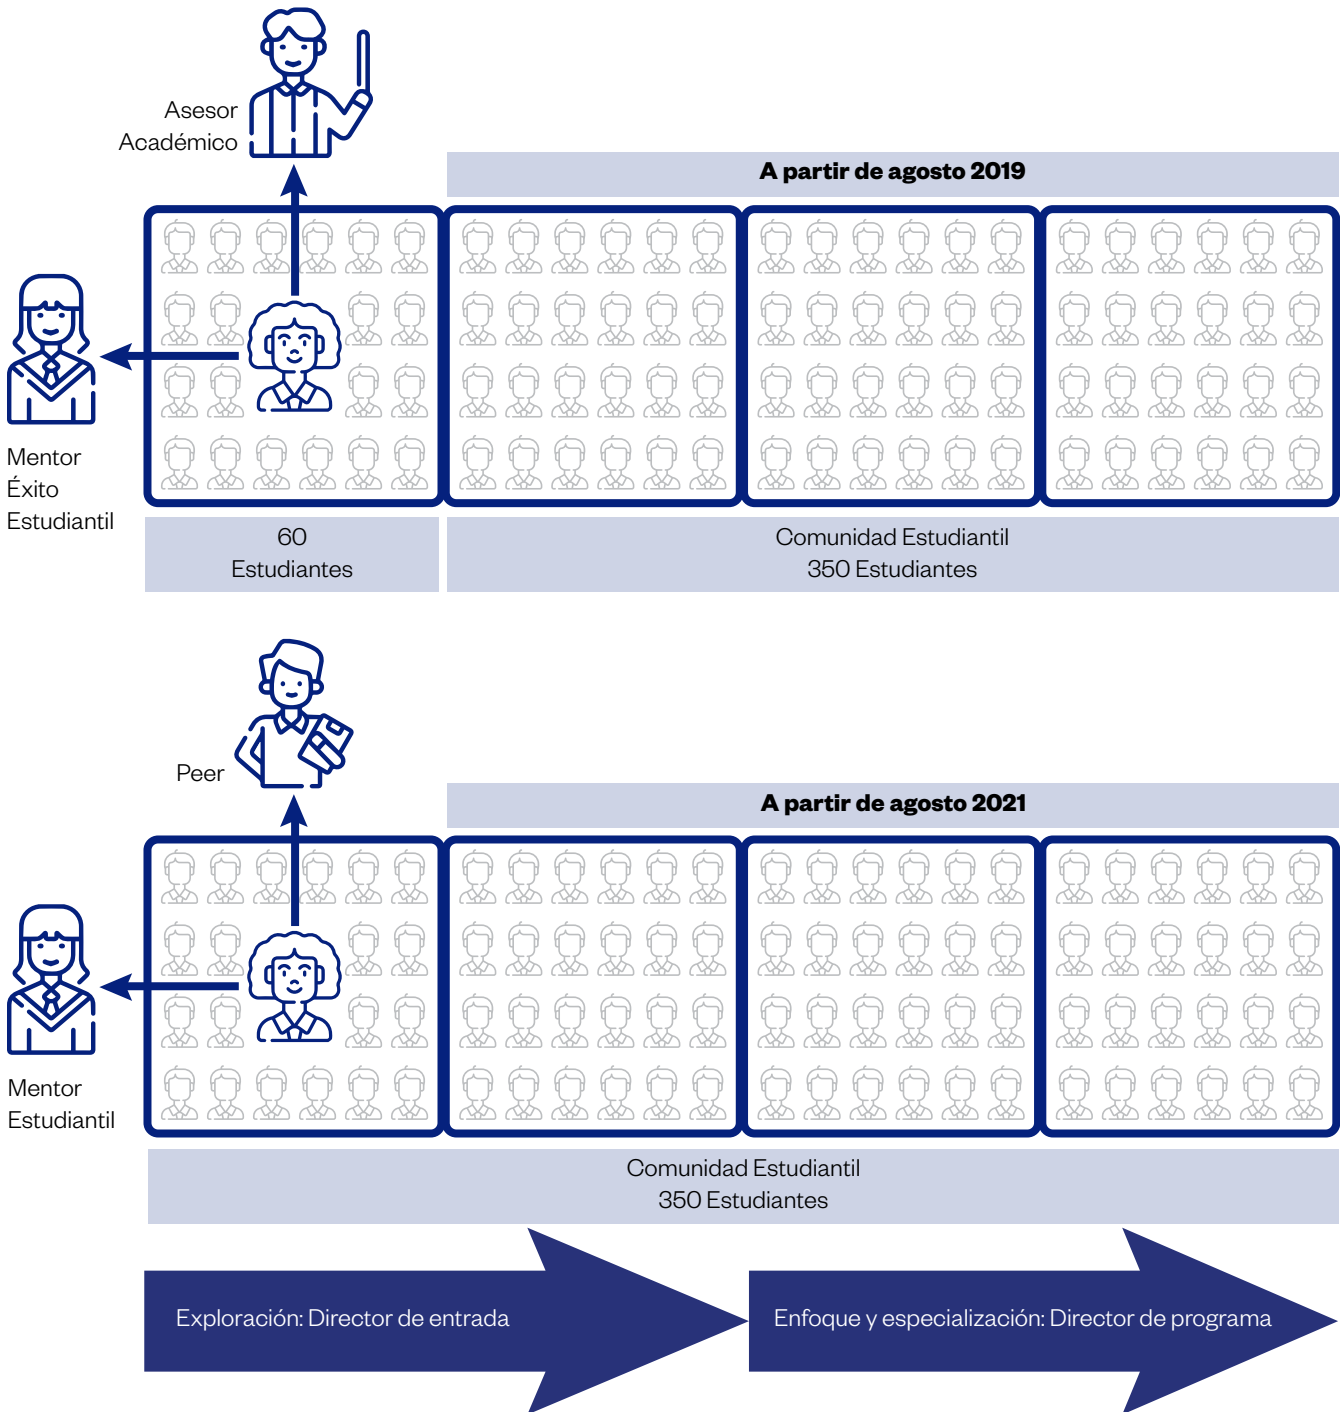 Asesor
Académico
A partir de agosto 2019
Mentor
Éxito
Estudiantil
60
Estudiantes
Comunidad Estudiantil
350 Estudiantes
Peer
A partir de agosto 2021
Mentor
Estudiantil
Comunidad Estudiantil
350 Estudiantes
Exploración: Director de entrada
Enfoque y especialización: Director de programa